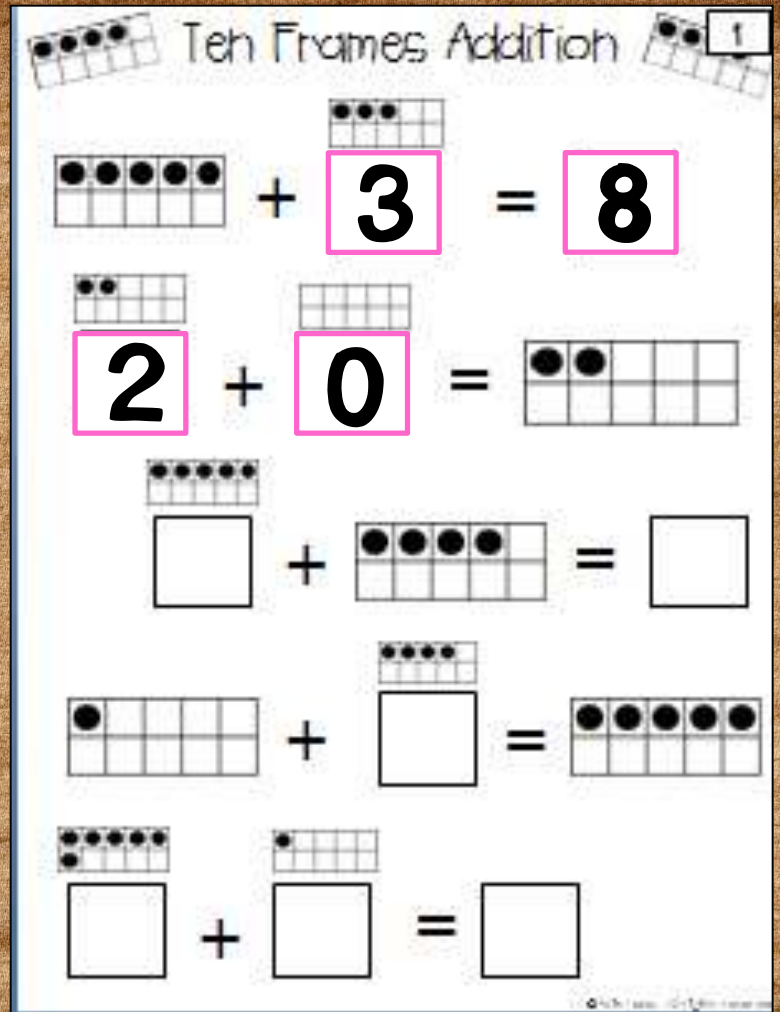 Ten Frames Addition
1
+ 3 = 8
2 + 0 =
+ =
+ =
+ =